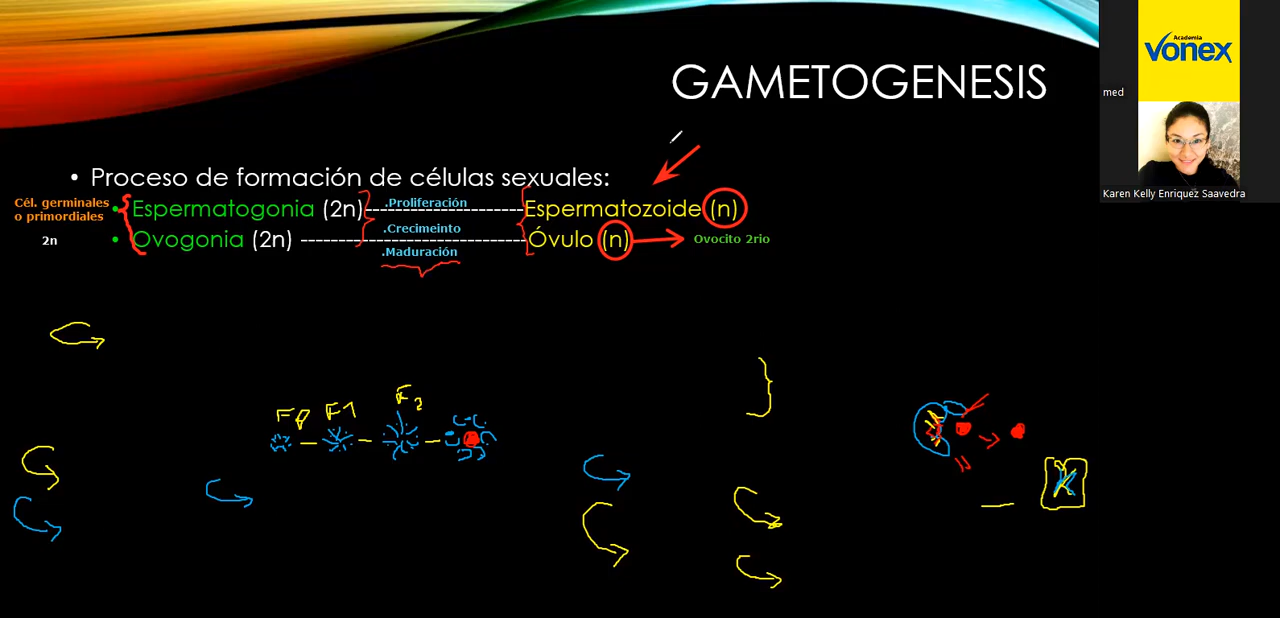 Academia
Vonex
GAMETOGENESIS
med
• Proceso de formación de células sexuales:
Karen Kelly Enriquez Saavedra
Cél. germinales
o primordiales
2n
• Espermatogonia (2n)--------------------Espermatozoide (n)
• Ovogonia (2n) ----------------------------Óvulo (n)
.Proliferación
.Crecimeinto
.Maduración
Ovocito 2rio
F1
F2